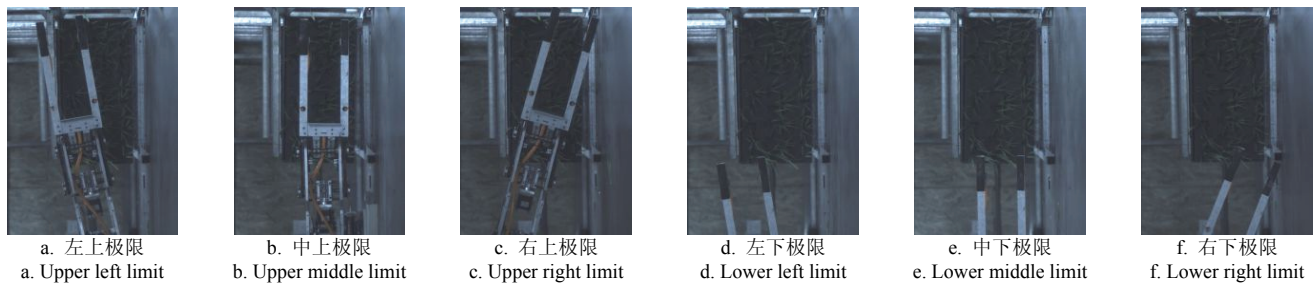 a. 左上极限
a. Upper left limit
b. 中上极限
b. Upper middle limit
c. 右上极限
c. Upper right limit
d. 左下极限
d. Lower left limit
e. 中下极限
e. Lower middle limit
f. 右下极限
f. Lower right limit